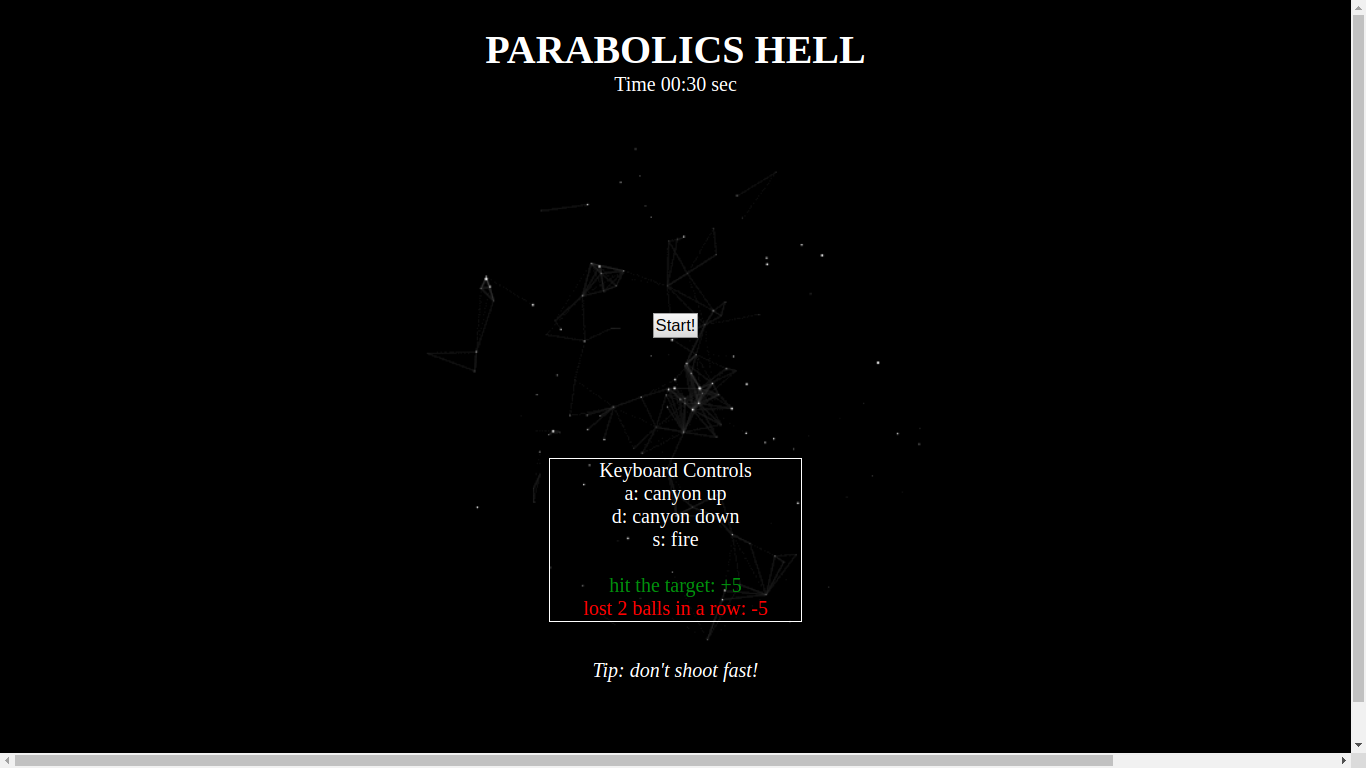 PARABOLICS HELL
Time 00:30 sec
Start!
Keyboard Controls
a: canyon up
d: canyon down
s: fire
hit the target: +5
lost 2 balls in a row: -5
Tip: don't shoot fast!